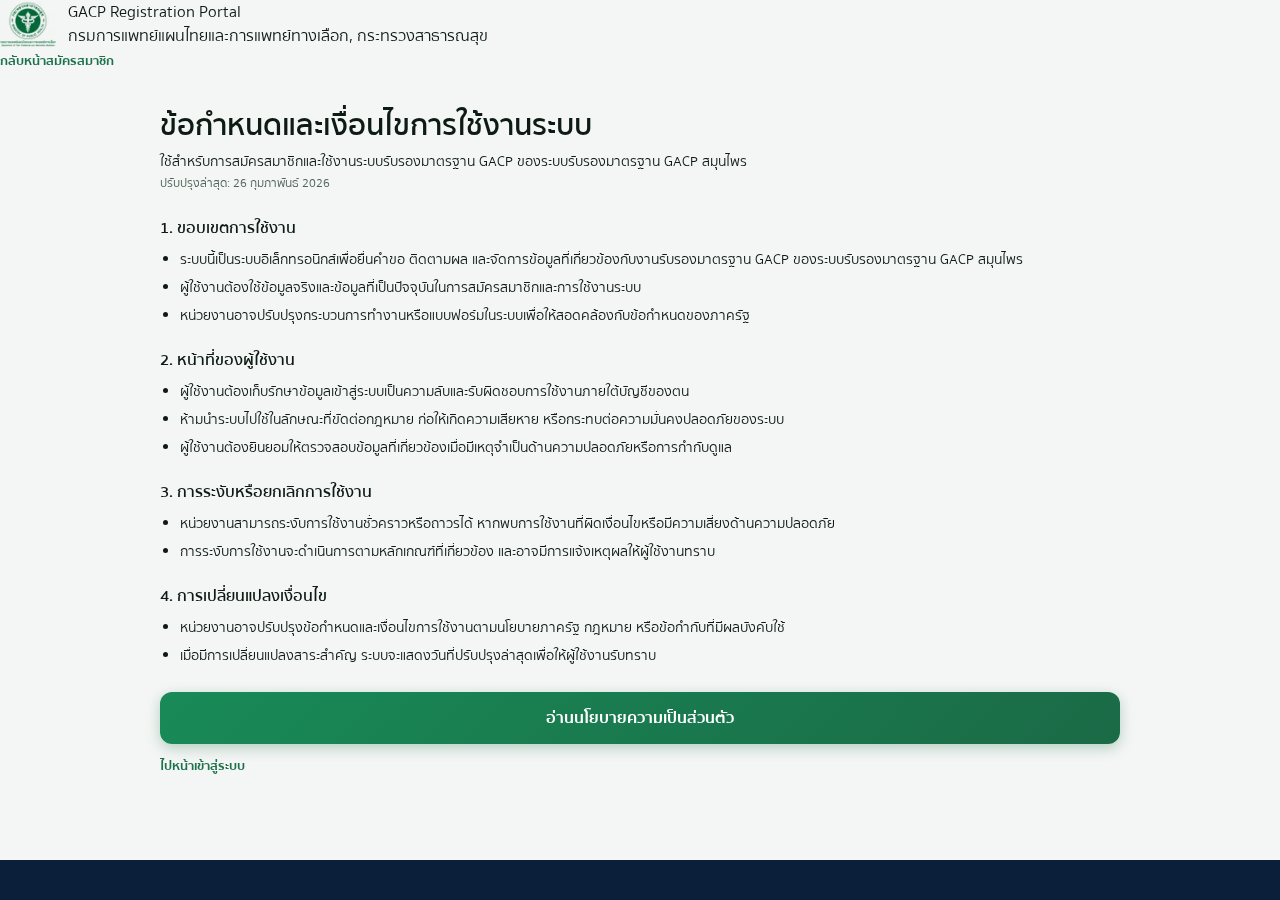 GACP Registration Portal
กรมการแพทย์แผนไทยและการแพทย์ทางเลือก, กระทรวงสาธารณสุข
กลับหน้าสมัครสมาชิก
ข้อกำหนดและเงื่อนไขการใช้งานระบบ
ใช้สำหรับการสมัครสมาชิกและใช้งานระบบรับรองมาตรฐาน GACP ของระบบรับรองมาตรฐาน GACP สมุนไพร
ปรับปรุงล่าสุด: 26 กุมภาพันธ์ 2026
1. ขอบเขตการใช้งาน
• ระบบนี้เป็นระบบอิเล็กทรอนิกส์เพื่อยื่นคำขอ ติดตามผล และจัดการข้อมูลที่เกี่ยวข้องกับงานรับรองมาตรฐาน GACP ของระบบรับรองมาตรฐาน GACP สมุนไพร
• ผู้ใช้งานต้องใช้ข้อมูลจริงและข้อมูลที่เป็นปัจจุบันในการสมัครสมาชิกและการใช้งานระบบ
• หน่วยงานอาจปรับปรุงกระบวนการทำงานหรือแบบฟอร์มในระบบเพื่อให้สอดคล้องกับข้อกำหนดของภาครัฐ
2. หน้าที่ของผู้ใช้งาน
• ผู้ใช้งานต้องเก็บรักษาข้อมูลเข้าสู่ระบบเป็นความลับและรับผิดชอบการใช้งานภายใต้บัญชีของตน
• ห้ามนำระบบไปใช้ในลักษณะที่ขัดต่อกฎหมาย ก่อให้เกิดความเสียหาย หรือกระทบต่อความมั่นคงปลอดภัยของระบบ
• ผู้ใช้งานต้องยินยอมให้ตรวจสอบข้อมูลที่เกี่ยวข้องเมื่อมีเหตุจำเป็นด้านความปลอดภัยหรือการกำกับดูแล
3. การระงับหรือยกเลิกการใช้งาน
• หน่วยงานสามารถระงับการใช้งานชั่วคราวหรือถาวรได้ หากพบการใช้งานที่ผิดเงื่อนไขหรือมีความเสี่ยงด้านความปลอดภัย
• การระงับการใช้งานจะดำเนินการตามหลักเกณฑ์ที่เกี่ยวข้อง และอาจมีการแจ้งเหตุผลให้ผู้ใช้งานทราบ
4. การเปลี่ยนแปลงเงื่อนไข
• หน่วยงานอาจปรับปรุงข้อกำหนดและเงื่อนไขการใช้งานตามนโยบายภาครัฐ กฎหมาย หรือข้อกำกับที่มีผลบังคับใช้
• เมื่อมีการเปลี่ยนแปลงสาระสำคัญ ระบบจะแสดงวันที่ปรับปรุงล่าสุดเพื่อให้ผู้ใช้งานรับทราบ
อ่านนโยบายความเป็นส่วนตัว
ไปหน้าเข้าสู่ระบบ